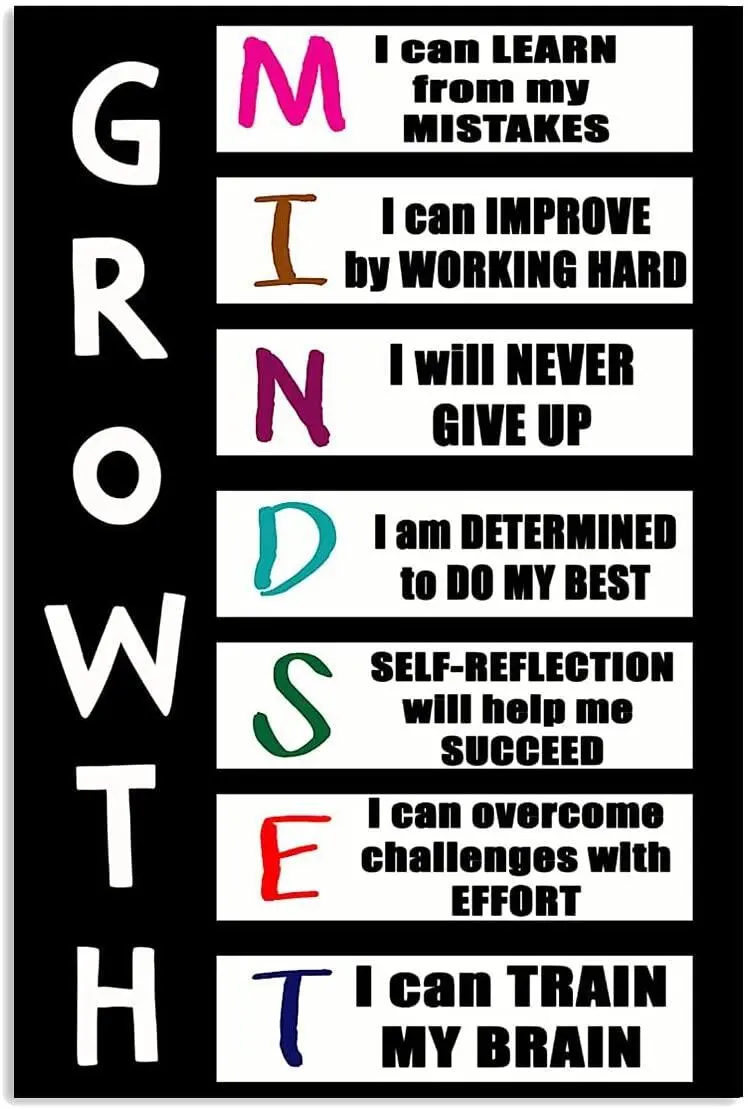 GROWTH
M
I can LEARN
from my
MISTAKES
I
I can IMPROVE
by WORKING HARD
N
I will NEVER
GIVE UP
D
I am DETERMINED
to DO MY BEST
S
SELF-REFLECTION
will help me
SUCCEED
E
I can overcome
challenges with
EFFORT
T
I can TRAIN
MY BRAIN